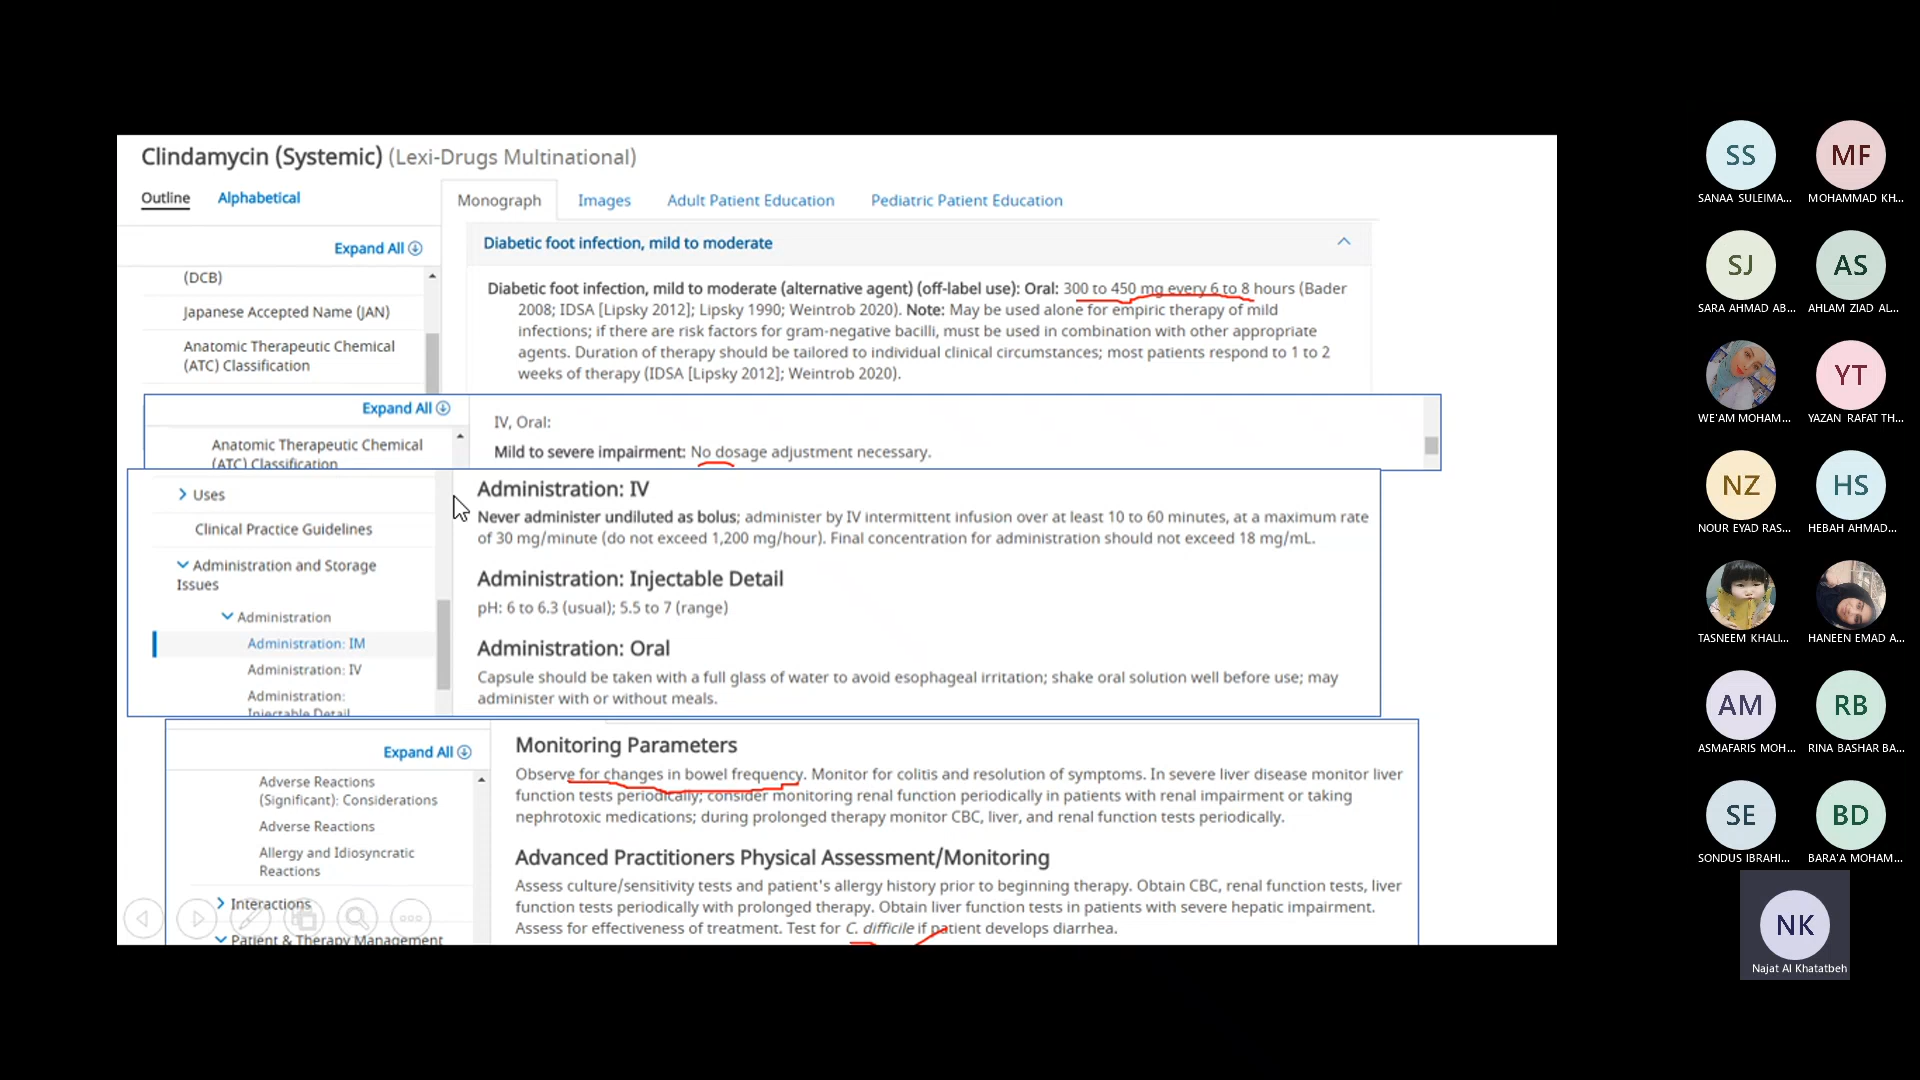 Clindamycin (Systemic) (Lexi-Drugs Multinational)
Outline
Alphabetical
Monograph
Images
Adult Patient Education
Pediatric Patient Education
Expand All
(DCB)
Japanese Accepted Name (JAN)
Anatomic Therapeutic Chemical
(ATC) Classification
Diabetic foot infection, mild to moderate
Diabetic foot infection, mild to moderate (alternative agent) (off-label use): Oral: 300 to 450 mg every 6 to 8 hours (Bader
2008; IDSA [Lipsky 2012]; Lipsky 1990; Weintrob 2020). Note: May be used alone for empiric therapy of mild
infections; if there are risk factors for gram-negative bacilli, must be used in combination with other appropriate
agents. Duration of therapy should be tailored to individual clinical circumstances; most patients respond to 1 to 2
weeks of therapy (IDSA [Lipsky 2012]; Weintrob 2020).
Expand All
Anatomic Therapeutic Chemical
(ATC) Classification
IV, Oral:
Mild to severe impairment: No dosage adjustment necessary.
Uses
Clinical Practice Guidelines
Administration and Storage
Issues
Administration
Administration: IM
Administration: IV
Administration:
Injectable Detail
Administration: IV
Never administer undiluted as bolus; administer by IV intermittent infusion over at least 10 to 60 minutes, at a maximum rate
of 30 mg/minute (do not exceed 1,200 mg/hour). Final concentration for administration should not exceed 18 mg/mL.
Administration: Injectable Detail
pH: 6 to 6.3 (usual); 5.5 to 7 (range)
Administration: Oral
Capsule should be taken with a full glass of water to avoid esophageal irritation; shake oral solution well before use; may
administer with or without meals.
Expand All
Adverse Reactions
(Significant): Considerations
Adverse Reactions
Allergy and Idiosyncratic
Reactions
Interactions
Patient & Therapy Management
Monitoring Parameters
Observe for changes in bowel frequency. Monitor for colitis and resolution of symptoms. In severe liver disease monitor liver
function tests periodically; consider monitoring renal function periodically in patients with renal impairment or taking
nephrotoxic medications; during prolonged therapy monitor CBC, liver, and renal function tests periodically.
Advanced Practitioners Physical Assessment/Monitoring
Assess culture/sensitivity tests and patient's allergy history prior to beginning therapy. Obtain CBC, renal function tests, liver
function tests periodically with prolonged therapy. Obtain liver function tests in patients with severe hepatic impairment.
Assess for effectiveness of treatment. Test for C. difficile if patient develops diarrhea.
SS
MF
SANAA SULEIMA...
MOHAMMAD KH...
SJ
AS
SARA AHMAD AB...
AHLAM ZIAD AL...
YT
WE'AM MOHAM...
YAZAN RAFAT TH...
NZ
HS
NOUR EYAD RAS...
HEBAH AHMAD...
TASNEEM KHALI...
HANEEN EMAD A...
AM
RB
ASMAFARIS MOH...
RINA BASHAR BA...
SE
BD
SONDUS IBRAHI...
BARA'A MOHAM...
NK
Najat Al Khatatbeh